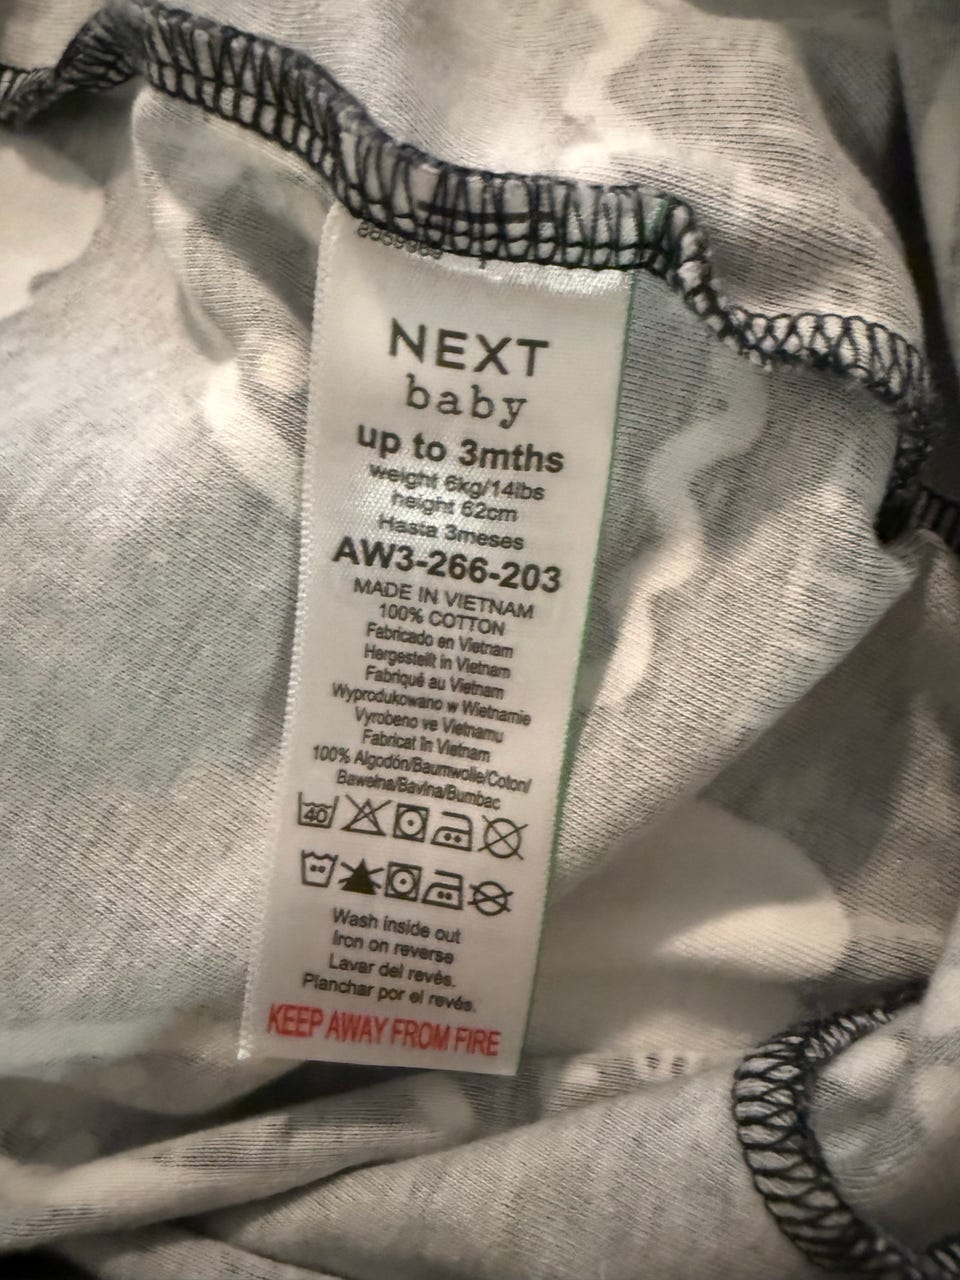 NEXT
baby
up to 3mths
weight 6kg/14lbs
height 62cm
Hasta 3meses
AW3-266-203
MADE IN VIETNAM
100% COTTON
Fabricado en Vietnam
Hergestellt in Vietnam
Fabriqué au Vietnam
Wyprodukowano w Wietnamie
Vyrobeno ve Vietnamu
Fabricat în Vietnam
100% Algodón/Baumwolle/Coton/
Bawełna/Bavlna/Bumbac
40
Wash inside out
Iron on reverse
Lavar del revés.
Planchar por el revés.
KEEP AWAY FROM FIRE